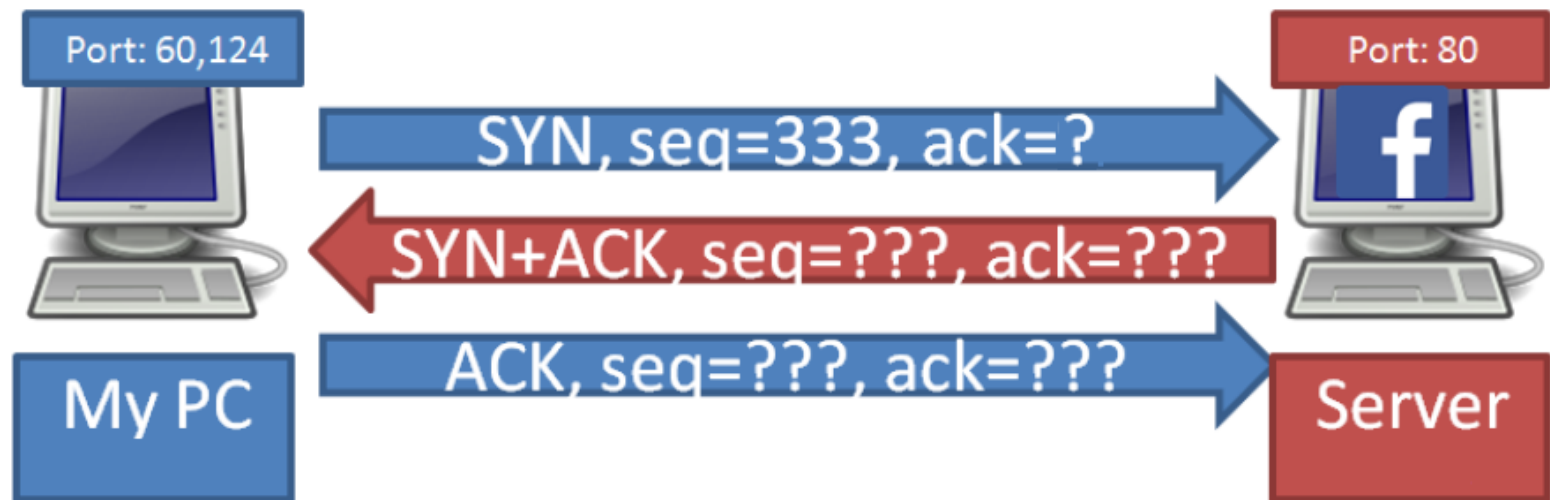 Port: 60,124
Port: 80
SYN, seq=333, ack=?
f
SYN+ACK, seq=???, ack=???
ACK, seq=???, ack=???
My PC
Server